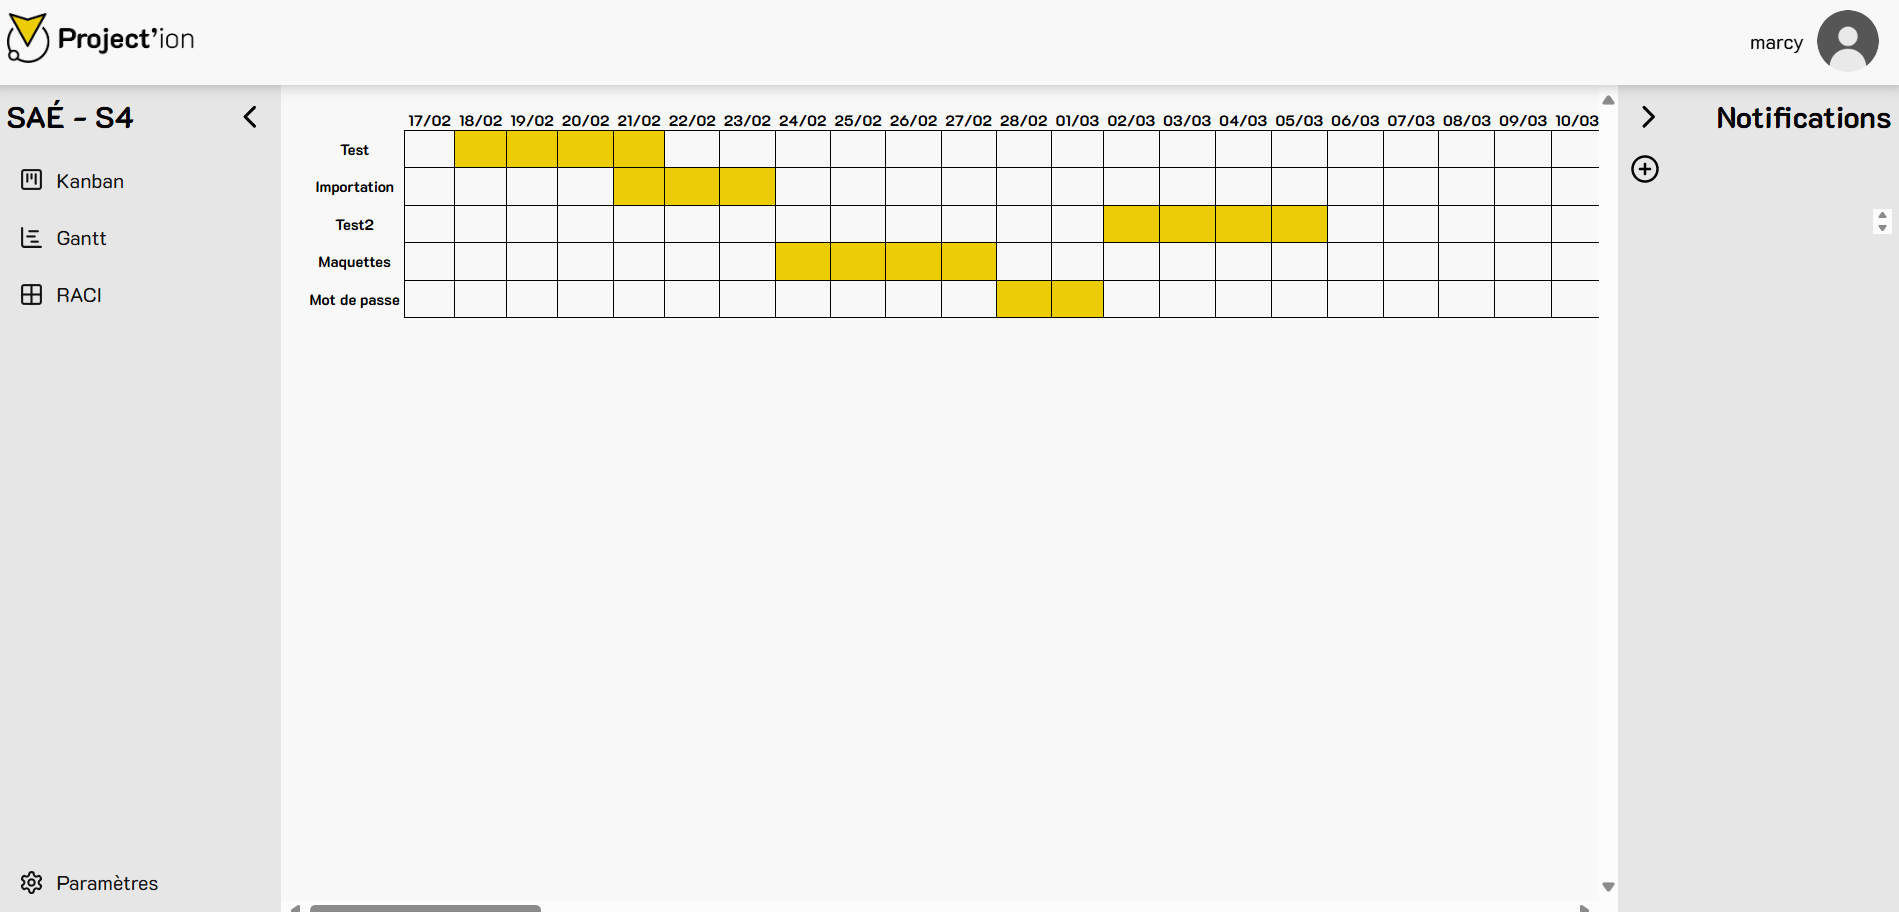 Project'ion
marcy
SAÉ - S4
Kanban
Gantt
RACI
Paramètres
17/02 18/02 19/02 20/02 21/02 22/02 23/02 24/02 25/02 26/02 27/02 28/02 01/03 02/03 03/03 04/03 05/03 06/03 07/03 08/03 09/03 10/03
Test
Importation
Test2
Maquettes
Mot de passe
Notifications